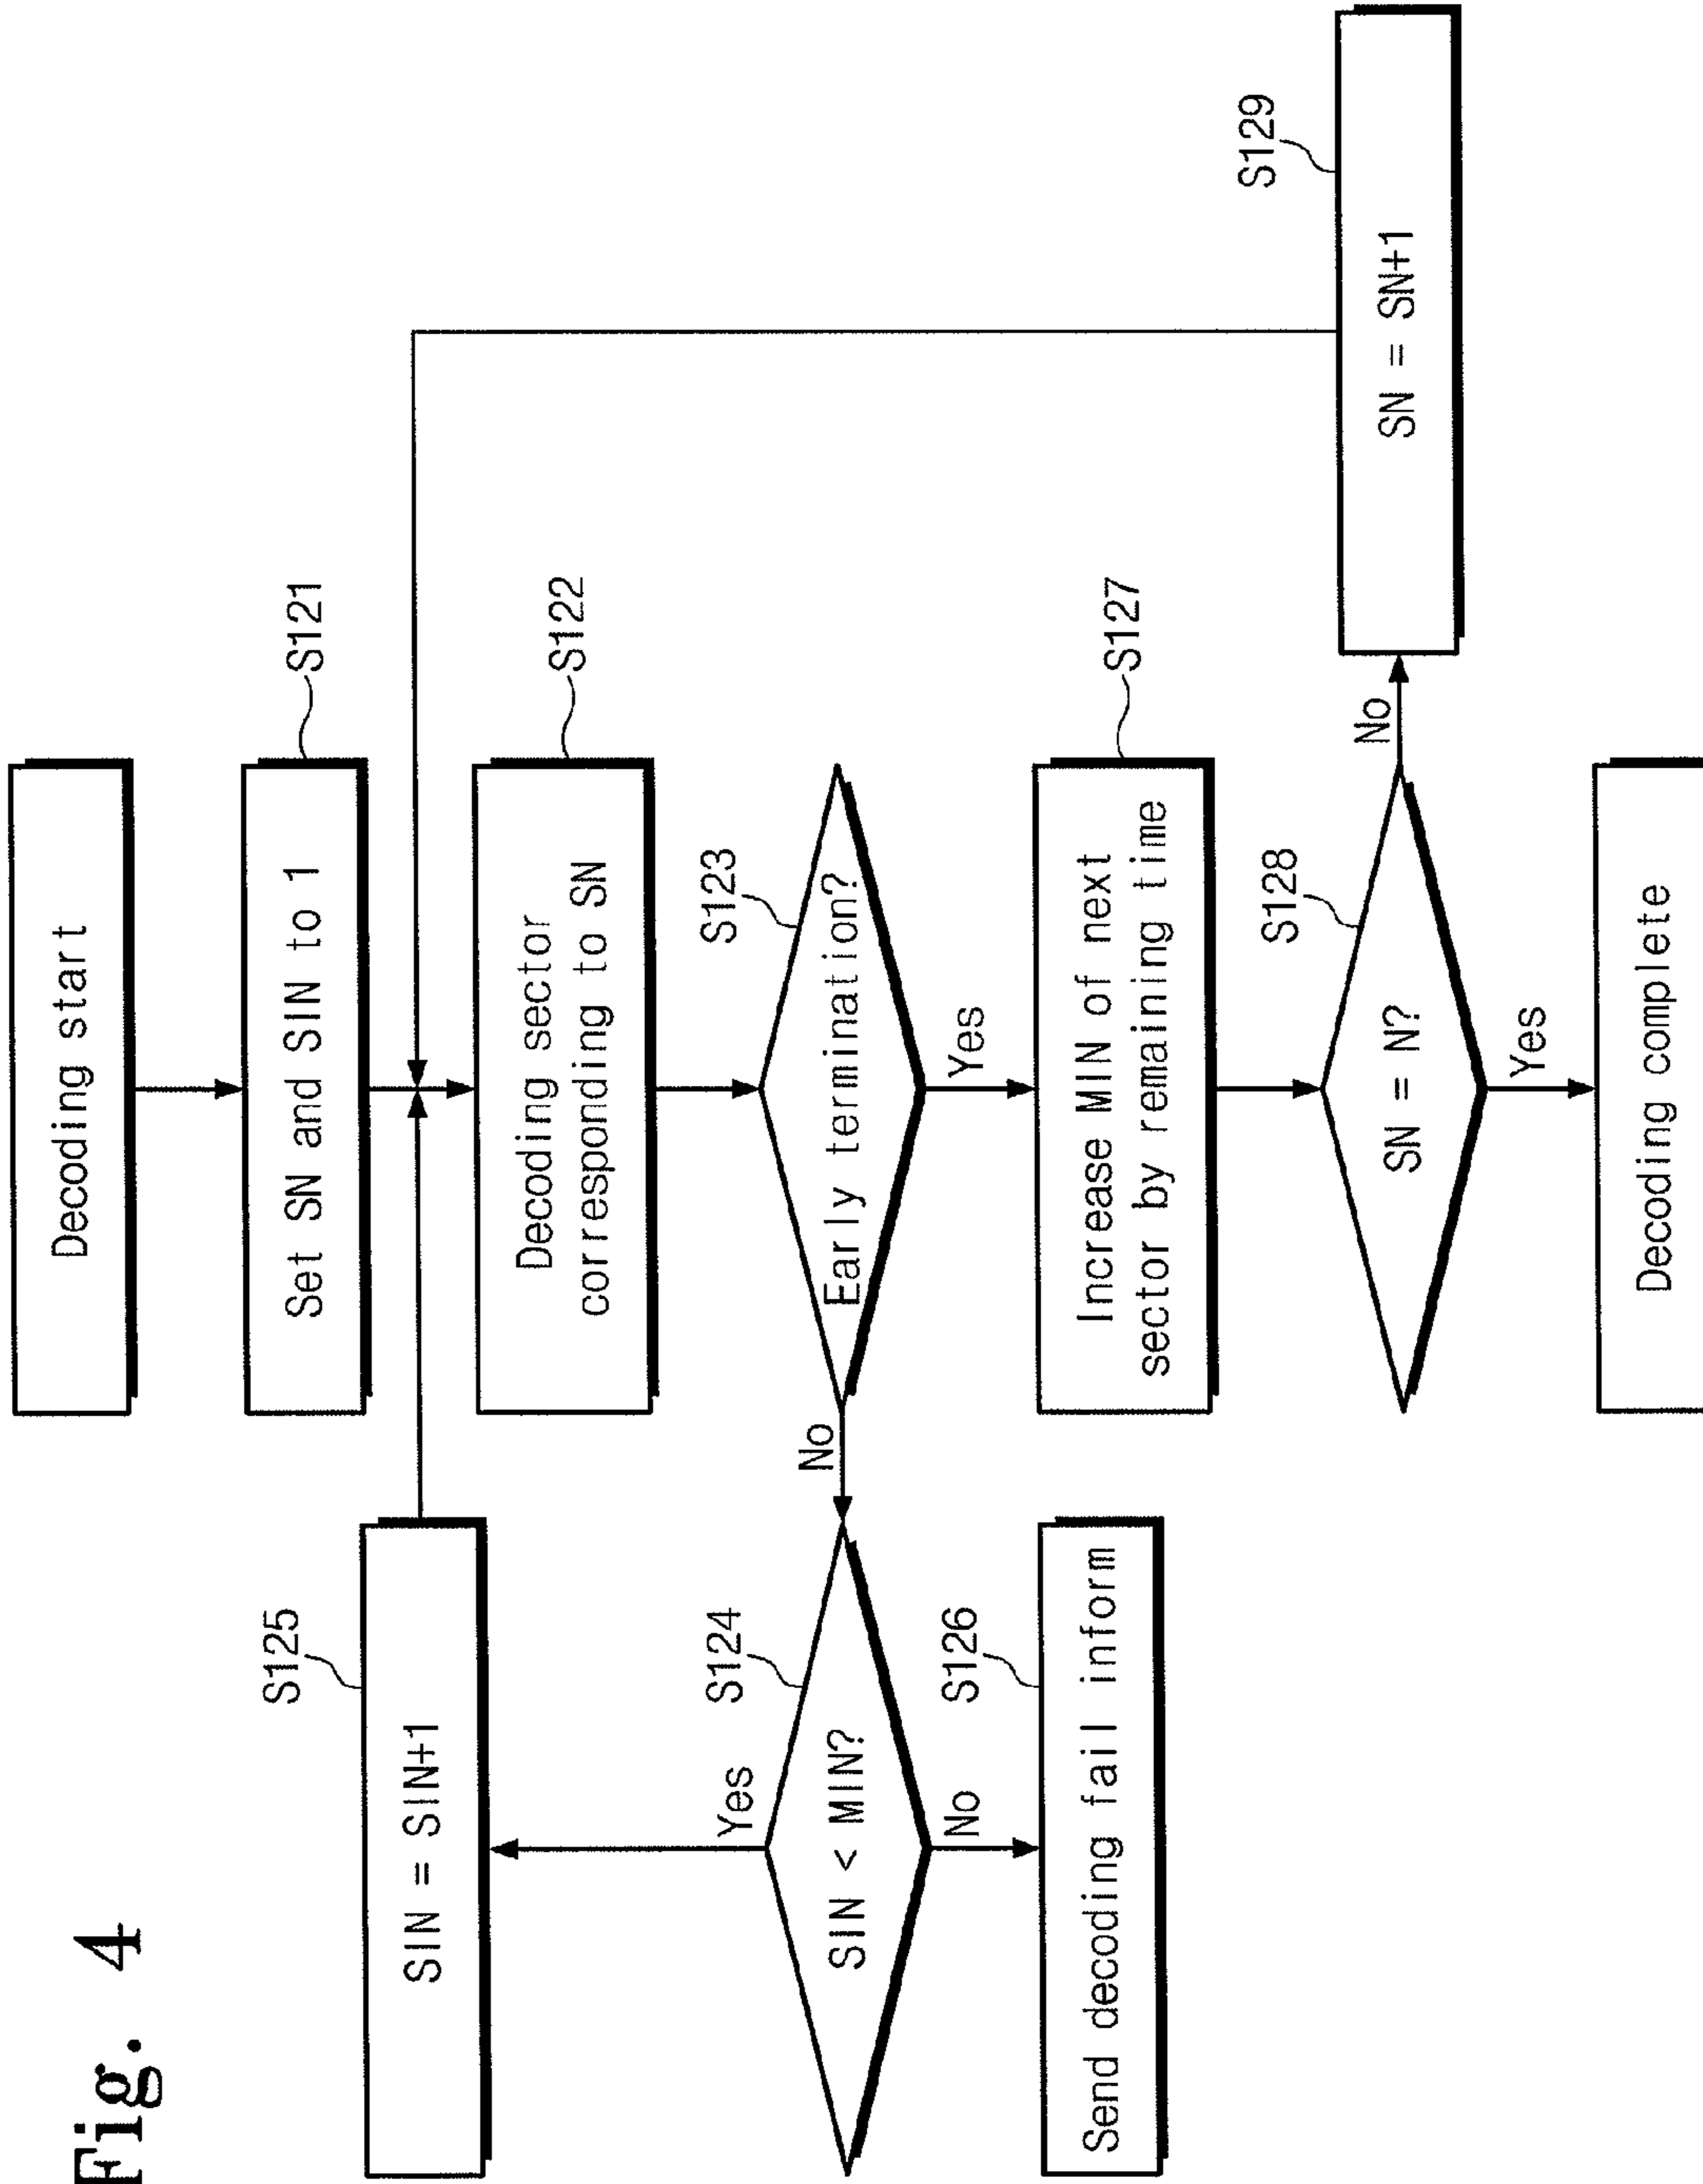 Fig. 4
Decoding start
Set SN and SIN to 1
S121
Decoding sector
corresponding to SN
S122
Early termination?
S123
No
Yes
SIN < MIN?
S124
Yes
No
SIN = SIN+1
S125
Send decoding fail inform
S126
Increase MIN of next
sector by remaining time
S127
SN = N?
S128
No
Yes
SN = SN+1
S129
Decoding complete